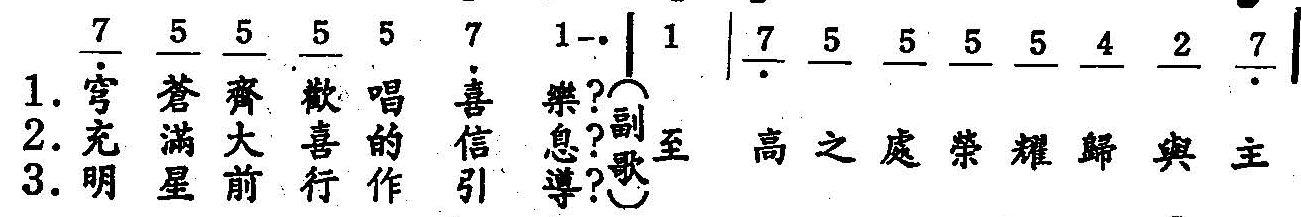 7 5 5 5 5 7 1-· 1 7 5 5 5 5 4 2 7
1. 穹蒼齊歡唱喜樂?
2. 充滿大喜的信息?(副歌)至高之處榮耀歸與主
3. 明星前行作引導?